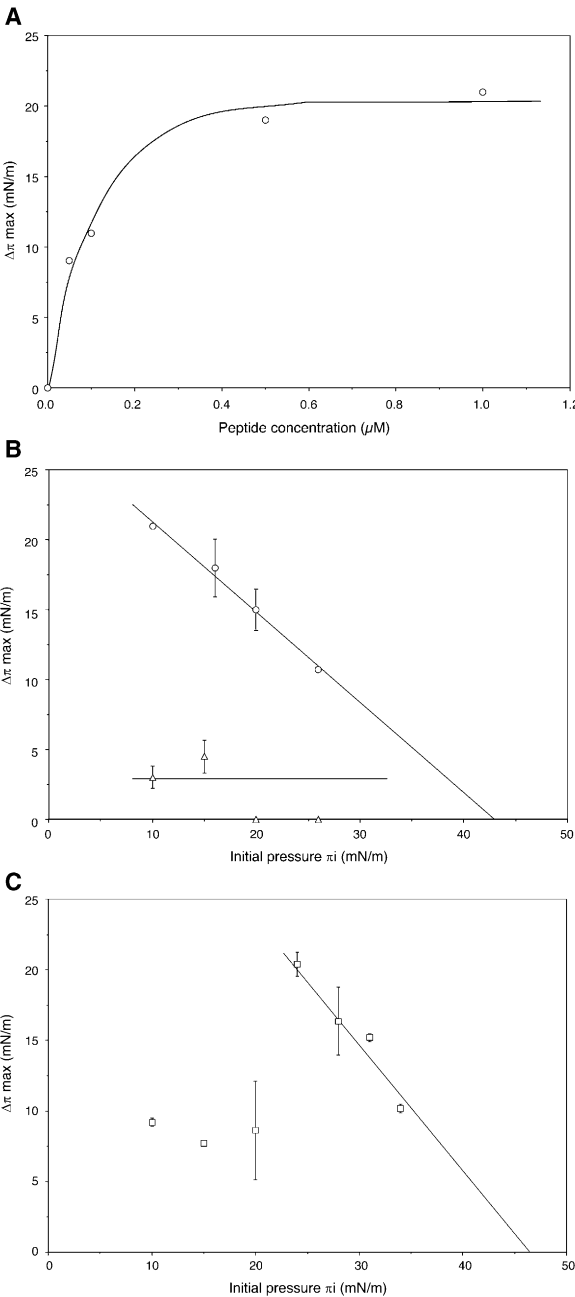 A
25
20
15
10
5
0
Δπ max (mN/m)
0.0 0.2 0.4 0.6 0.8 1.0 1.2
Peptide concentration (µM)
B
25
20
15
10
5
0
Δπ max (mN/m)
0 10 20 30 40 50
Initial pressure πi (mN/m)
C
25
20
15
10
5
0
Δπ max (mN/m)
0 10 20 30 40 50
Initial pressure πi (mN/m)